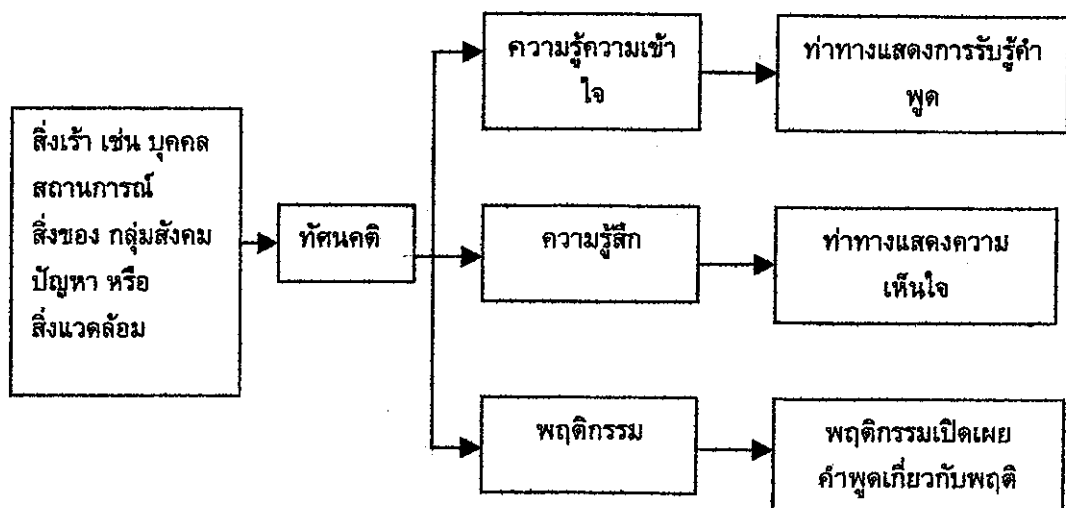 สิ่งเร้า เช่น บุคคล
สถานการณ์
สิ่งของ กลุ่มสังคม
ปัญหา หรือ
สิ่งแวดล้อม
ทัศนคติ
ความรู้ความเข้า
ใจ
ท่าทางแสดงการรับรู้คำ
พูด
ความรู้สึก
ท่าทางแสดงความ
เห็นใจ
พฤติกรรม
พฤติกรรมเปิดเผย
คำพูดเกี่ยวกับพฤติ